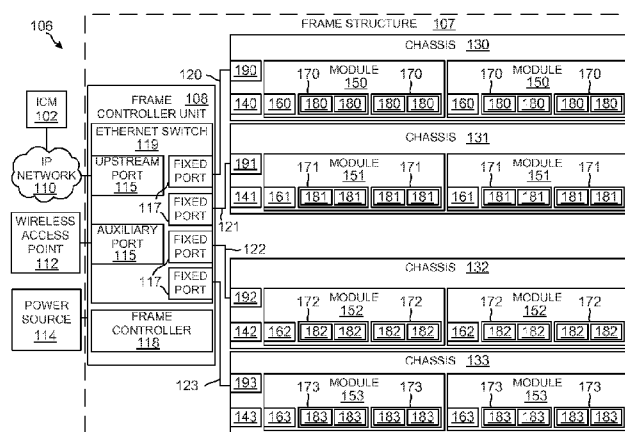 106
FRAME STRUCTURE 107
ICM
102
IP
NETWORK
110
WIRELESS
ACCESS
POINT
112
POWER
SOURCE
114
FRAME
CONTROLLER 108
UNIT
ETHERNET SWITCH
119
UPSTREAM
PORT
115
FIXED
PORT
117
FIXED
PORT
AUXILIARY
PORT
115
FIXED
PORT
117
FIXED
PORT
FRAME
CONTROLLER
118
120
121
122
123
CHASSIS 130
190
170 MODULE 170
150
140 160 180 180 180 180
170 MODULE 170
150
160 180 180 180 180
CHASSIS 131
191
171 MODULE 171
151
141 161 181 181 181 181
171 MODULE 171
151
161 181 181 181 181
CHASSIS 132
192
172 MODULE 172
152
142 162 182 182 182 182
172 MODULE 172
152
162 182 182 182 182
CHASSIS 133
193
173 MODULE 173
153
143 163 183 183 183 183
173 MODULE 173
153
163 183 183 183 183